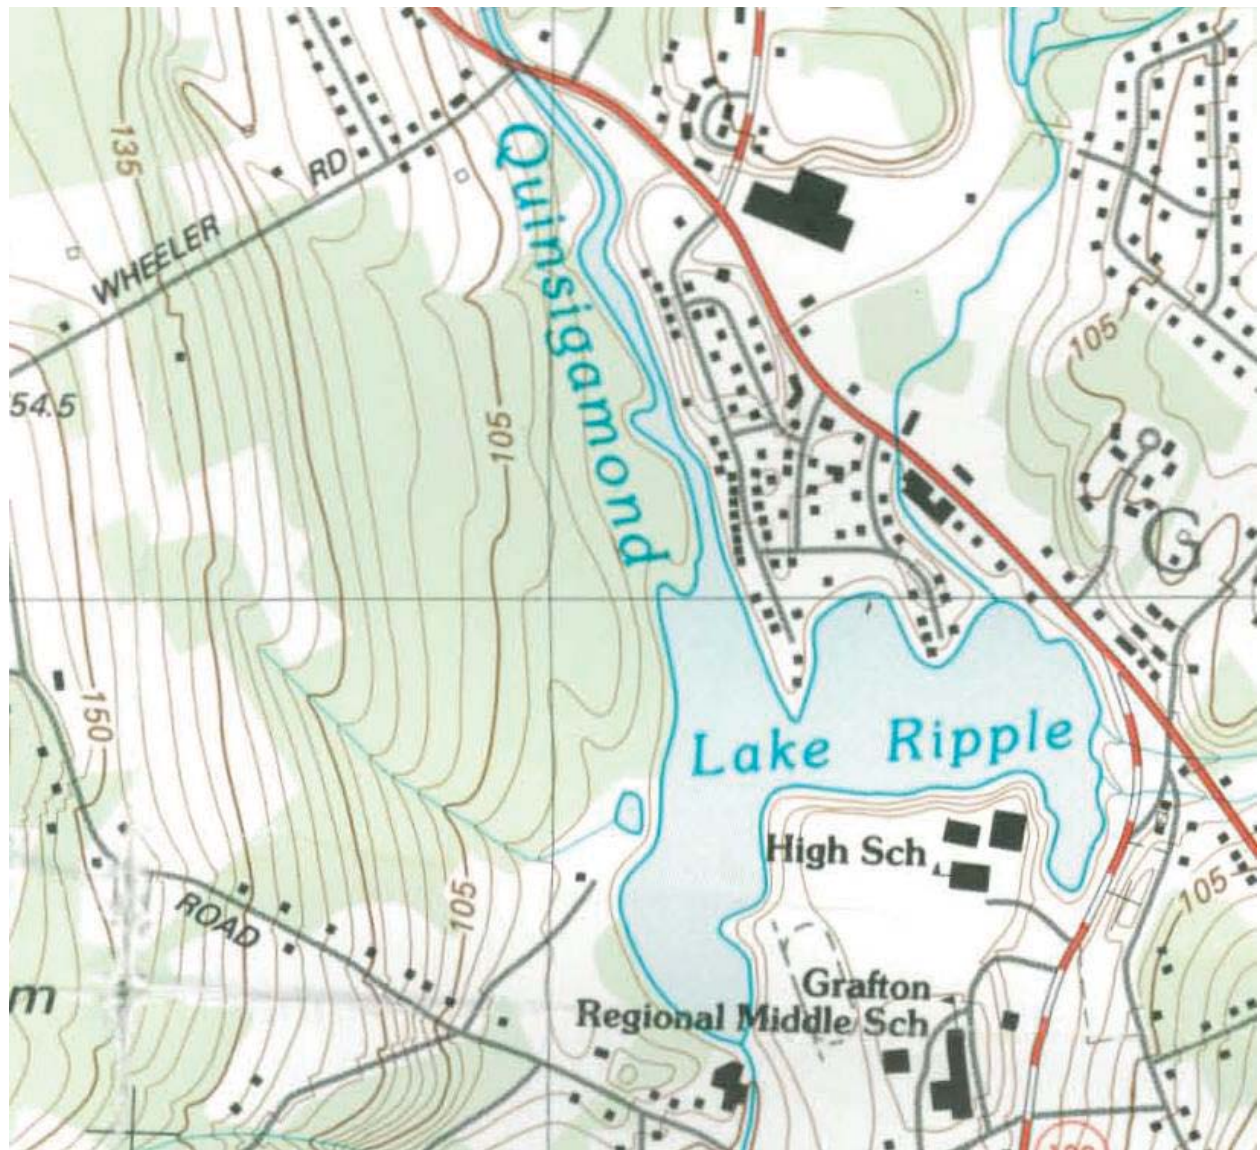 135
WHEELER RD
Quinsigamond
105
54.5
105
G
150
Lake Ripple
High Sch
105
105
ROAD
m
Grafton
Regional Middle Sch